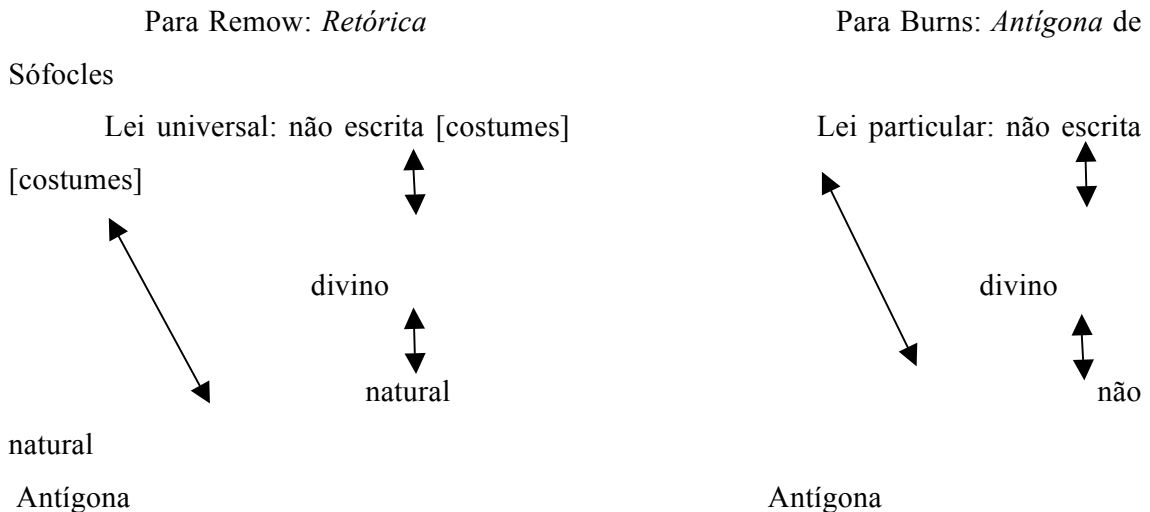 Para Remow: Retórica Para Burns: Antígona de
Sófocles
Lei universal: não escrita [costumes] Lei particular: não escrita
[costumes]
divino divino
natural não
natural
Antígona Antígona